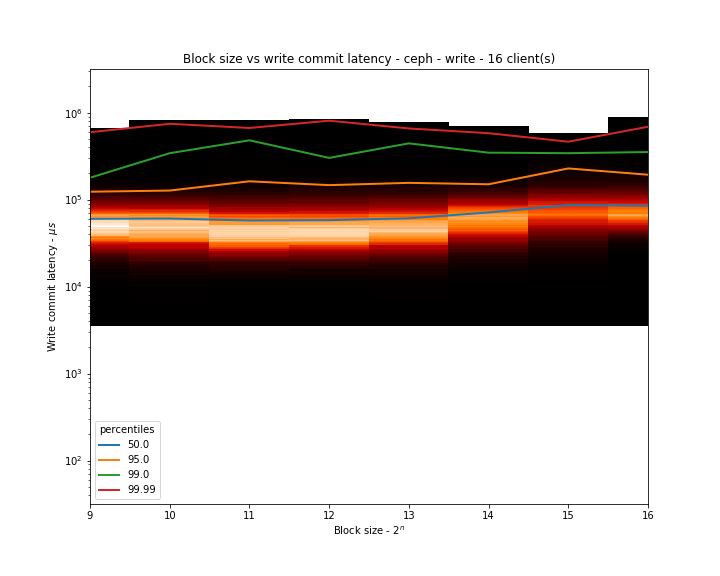 Block size vs write commit latency - ceph - write - 16 client(s)
10⁶
10⁵
10⁴
10³
10²
Write commit latency - μs
percentiles
50.0
95.0
99.0
99.99
9 10 11 12 13 14 15 16
Block size - 2ⁿ